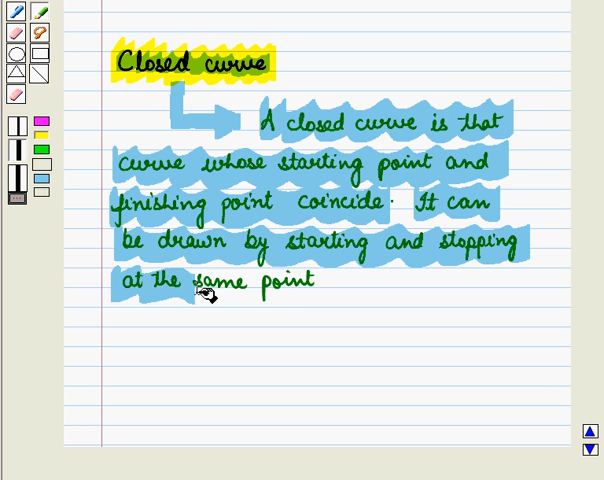 Closed curve
A closed curve is that
curve whose starting point and
finishing point coincide. It can
be drawn by starting and stopping
at the same point